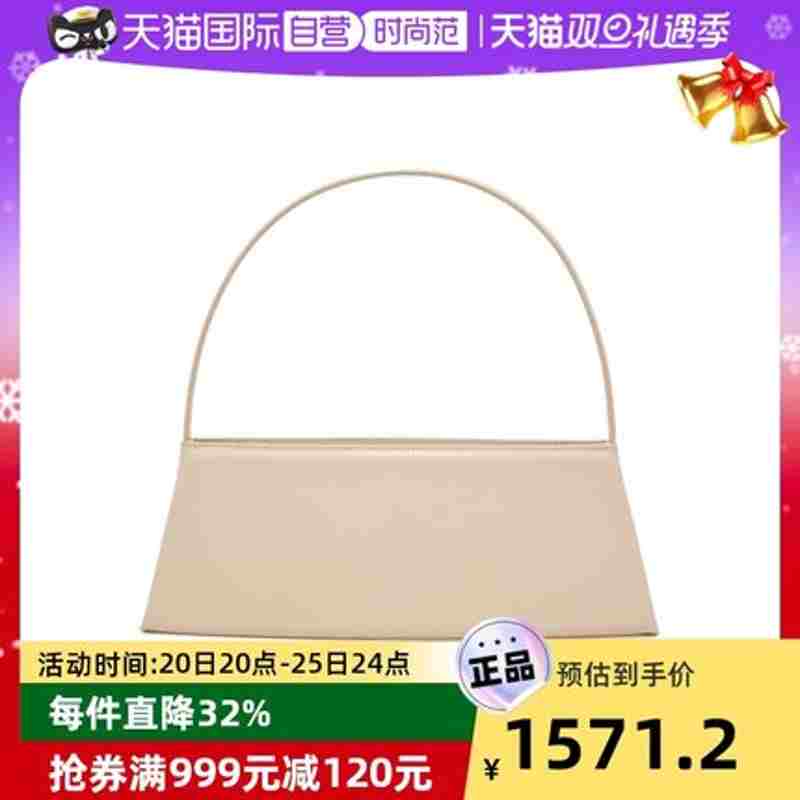 天猫国际 自营 时尚范 | 天猫双旦礼遇季
活动时间:20日20点-25日24点
正品
预估到手价
每件直降32%
¥1571.2
抢券满999元减120元